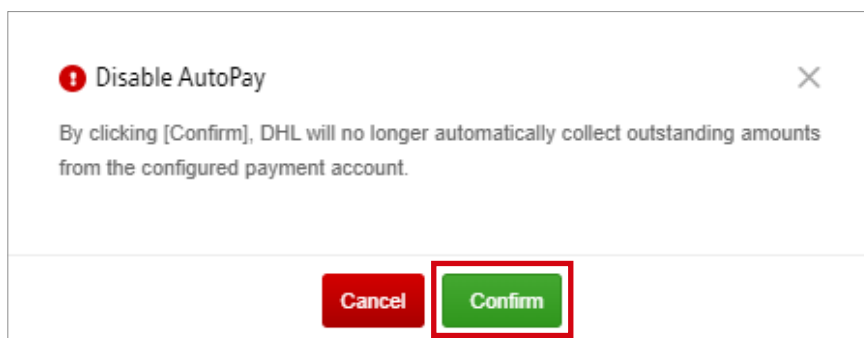 Disable AutoPay
By clicking [Confirm], DHL will no longer automatically collect outstanding amounts
from the configured payment account.
Cancel
Confirm